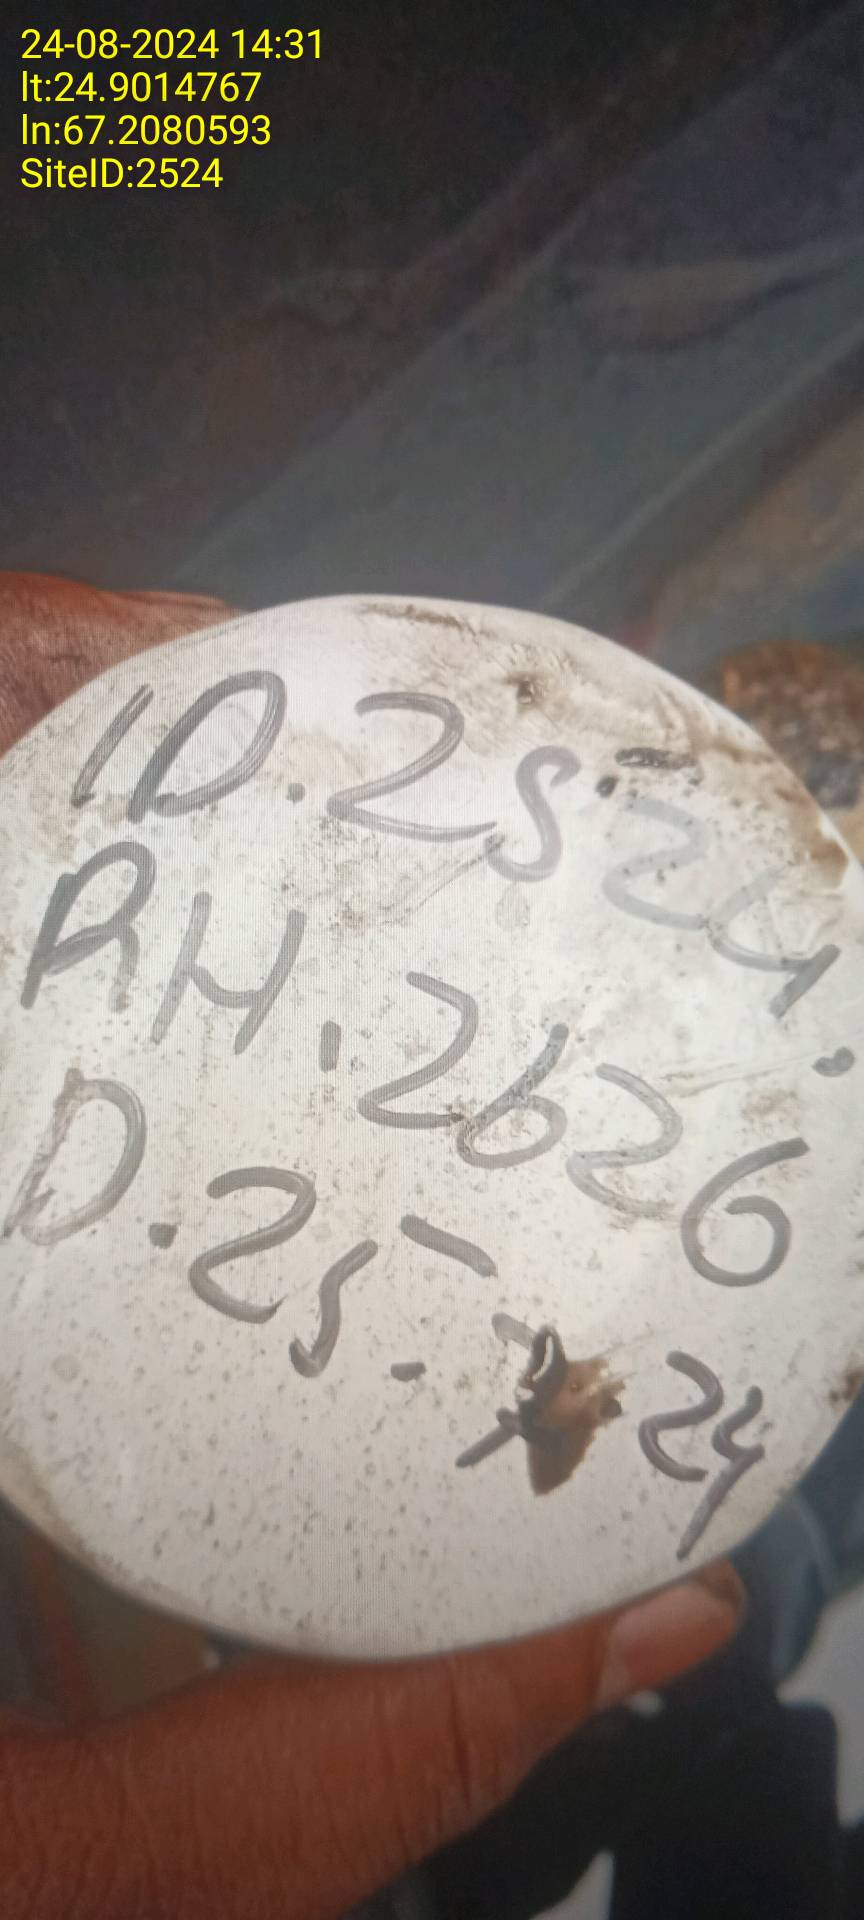 24-08-2024 14:31
lt:24.9014767
ln:67.2080593
SiteID:2524
ID.2524.
RH.2626
D.25-7 24